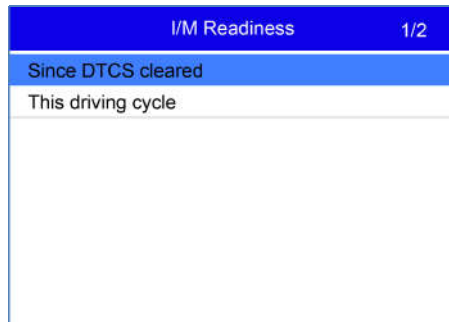 I/M Readiness 1/2
Since DTCS cleared
This driving cycle